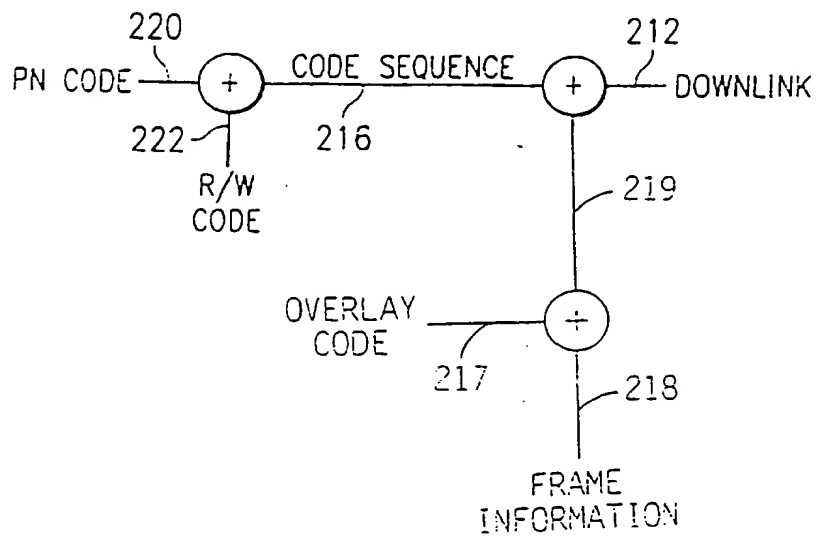 220
212
PN CODE
+
CODE SEQUENCE
+
DOWNLINK
222
216
R/W
CODE
219
OVERLAY
CODE
+
217
218
FRAME
INFORMATION